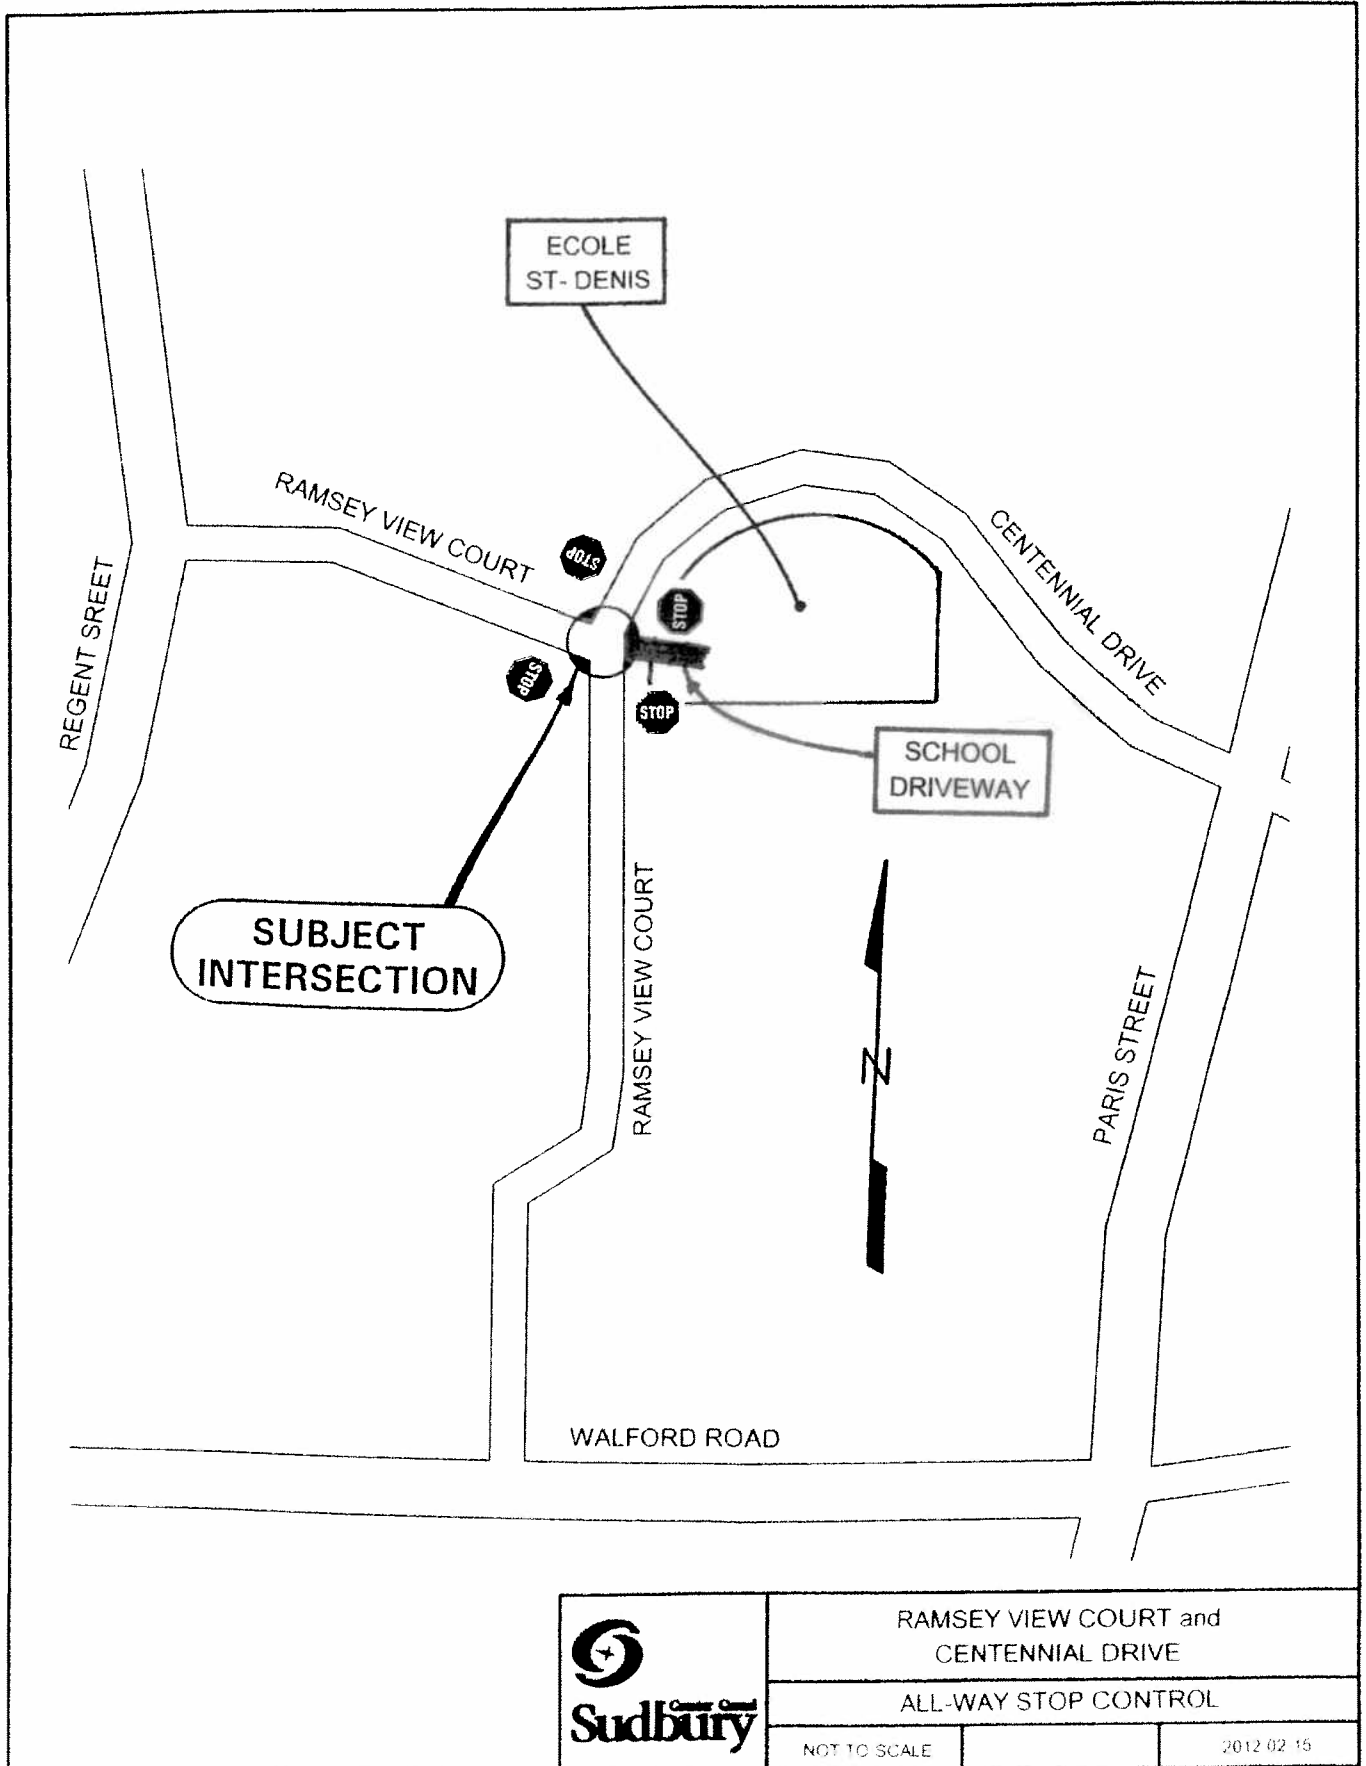 ECOLE
ST- DENIS
RAMSEY VIEW COURT
CENTENNIAL DRIVE
STOP
STOP
STOP
STOP
REGENT SREET
SCHOOL
DRIVEWAY
SUBJECT
INTERSECTION
RAMSEY VIEW COURT
N
PARIS STREET
WALFORD ROAD
RAMSEY VIEW COURT and
CENTENNIAL DRIVE
ALL-WAY STOP CONTROL
Greater Grand
Sudbury
NOT TO SCALE
2012 02 15